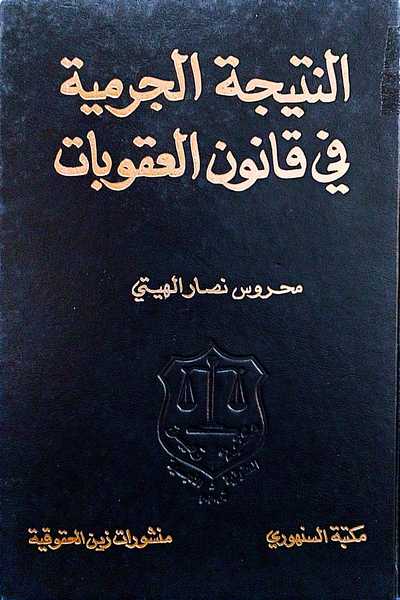 النتيجة الجرمية
في قانون العقوبات
محروس نصار الهيتي
مكتبة السنهوري
منشورات زين الحقوقية